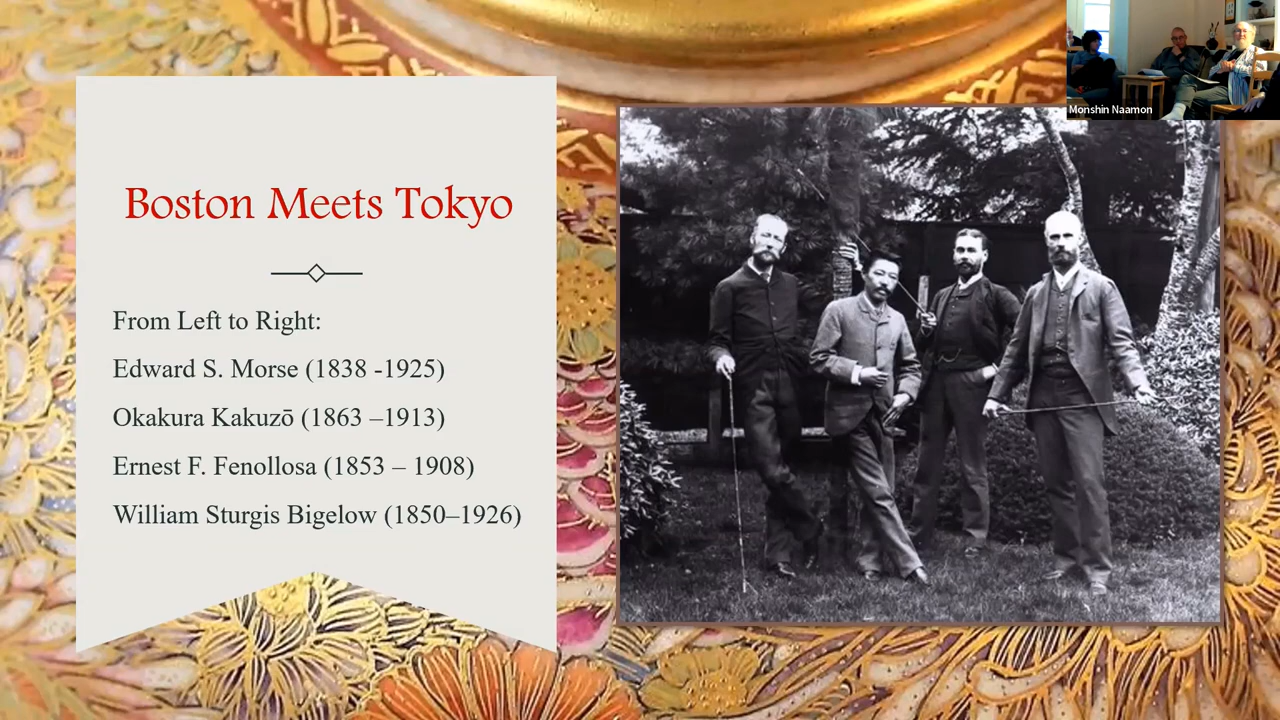 Boston Meets Tokyo
From Left to Right:
Edward S. Morse (1838 -1925)
Okakura Kakuzō (1863 –1913)
Ernest F. Fenollosa (1853 – 1908)
William Sturgis Bigelow (1850–1926)
Monshin Naamon